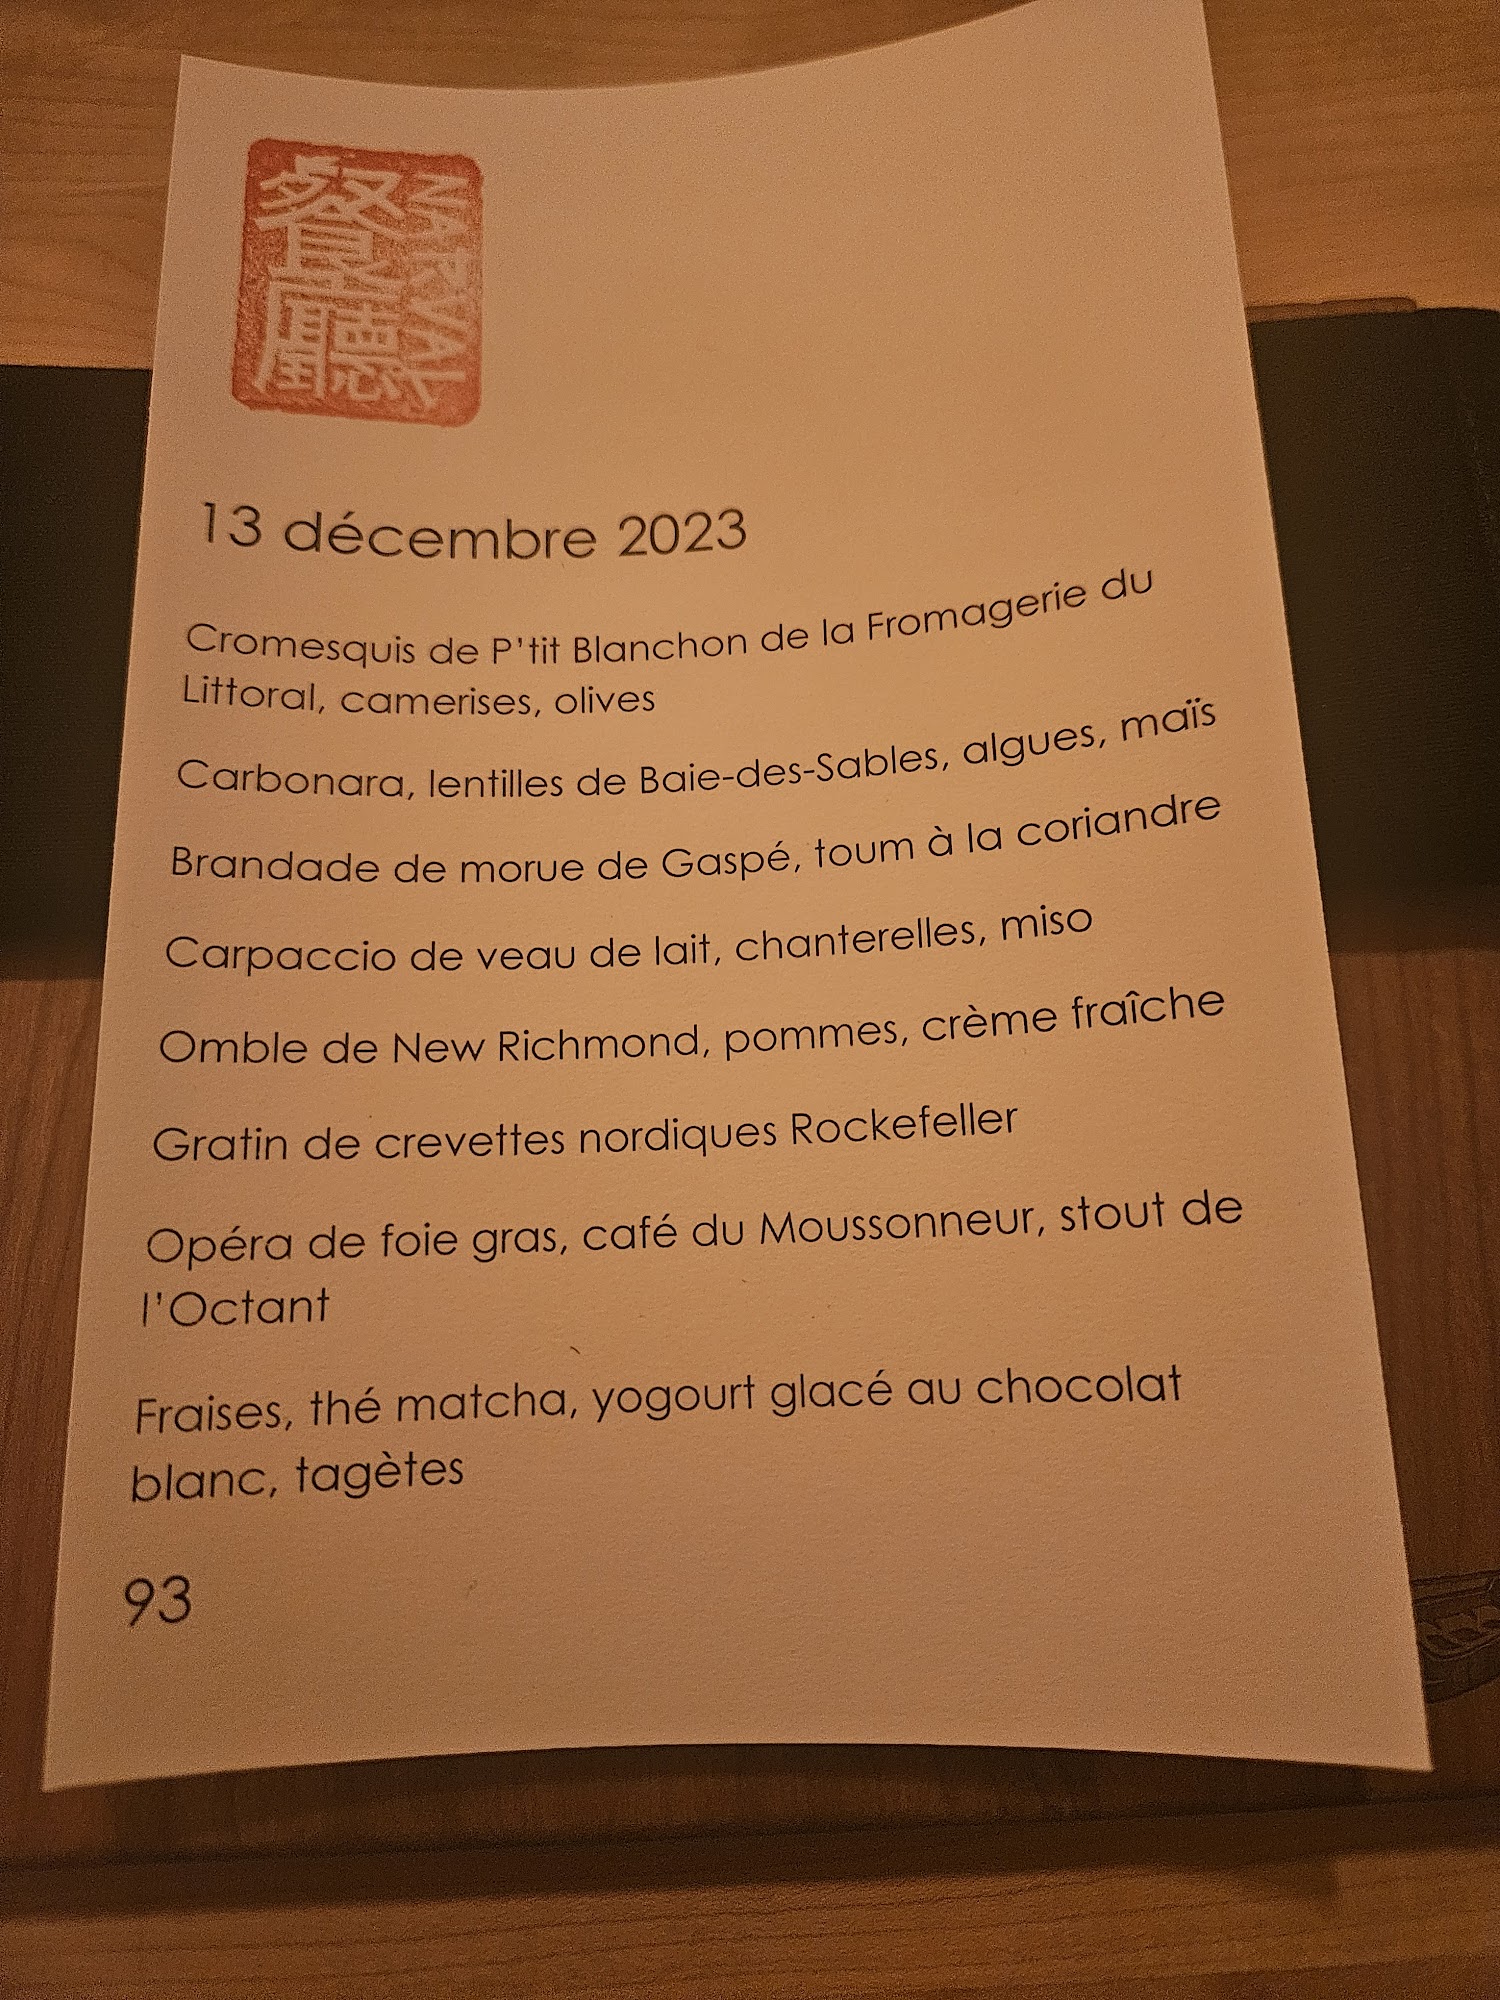 餐廳
NARVAL
13 décembre 2023
Cromesquis de P'tit Blanchon de la Fromagerie du
Littoral, camerises, olives
Carbonara, lentilles de Baie-des-Sables, algues, maïs
Brandade de morue de Gaspé, toum à la coriandre
Carpaccio de veau de lait, chanterelles, miso
Omble de New Richmond, pommes, crème fraîche
Gratin de crevettes nordiques Rockefeller
Opéra de foie gras, café du Moussonneur, stout de
l'Octant
Fraises, thé matcha, yogourt glacé au chocolat
blanc, tagètes
93